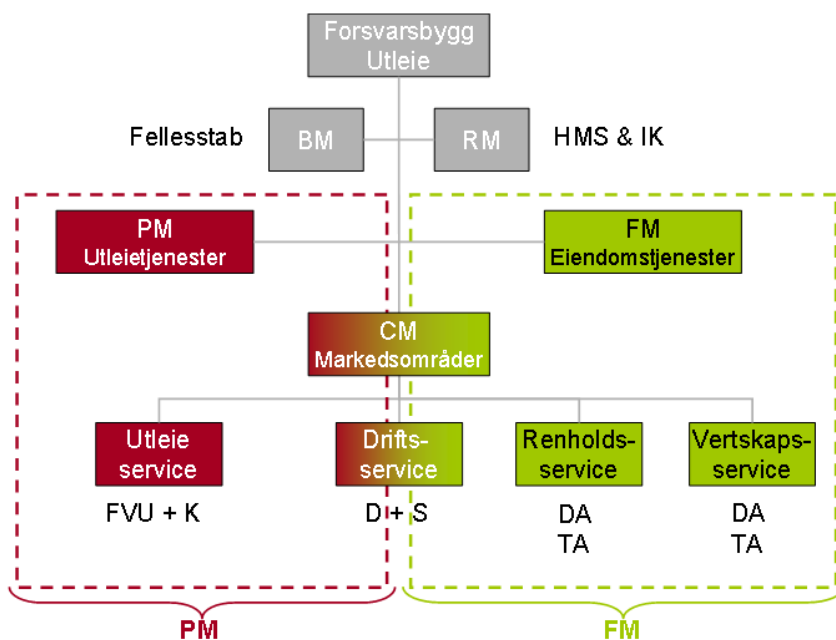 Forsvarsbygg
Utleie
Fellesstab
BM
RM
HMS & IK
PM
Utleietjenester
FM
Eiendomstjenester
CM
Markedsområder
Utleie
service
Drifts-
service
Renholds-
service
Vertskaps-
service
FVU + K
D + S
DA
TA
DA
TA
PM
FM